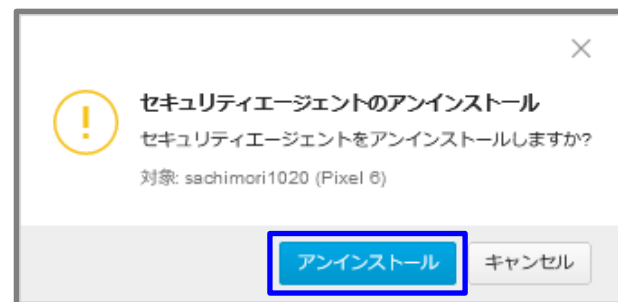 セキュリティエージェントのアンインストール
セキュリティエージェントをアンインストールしますか?
対象: sachimori1020 (Pixel 6)
アンインストール
キャンセル